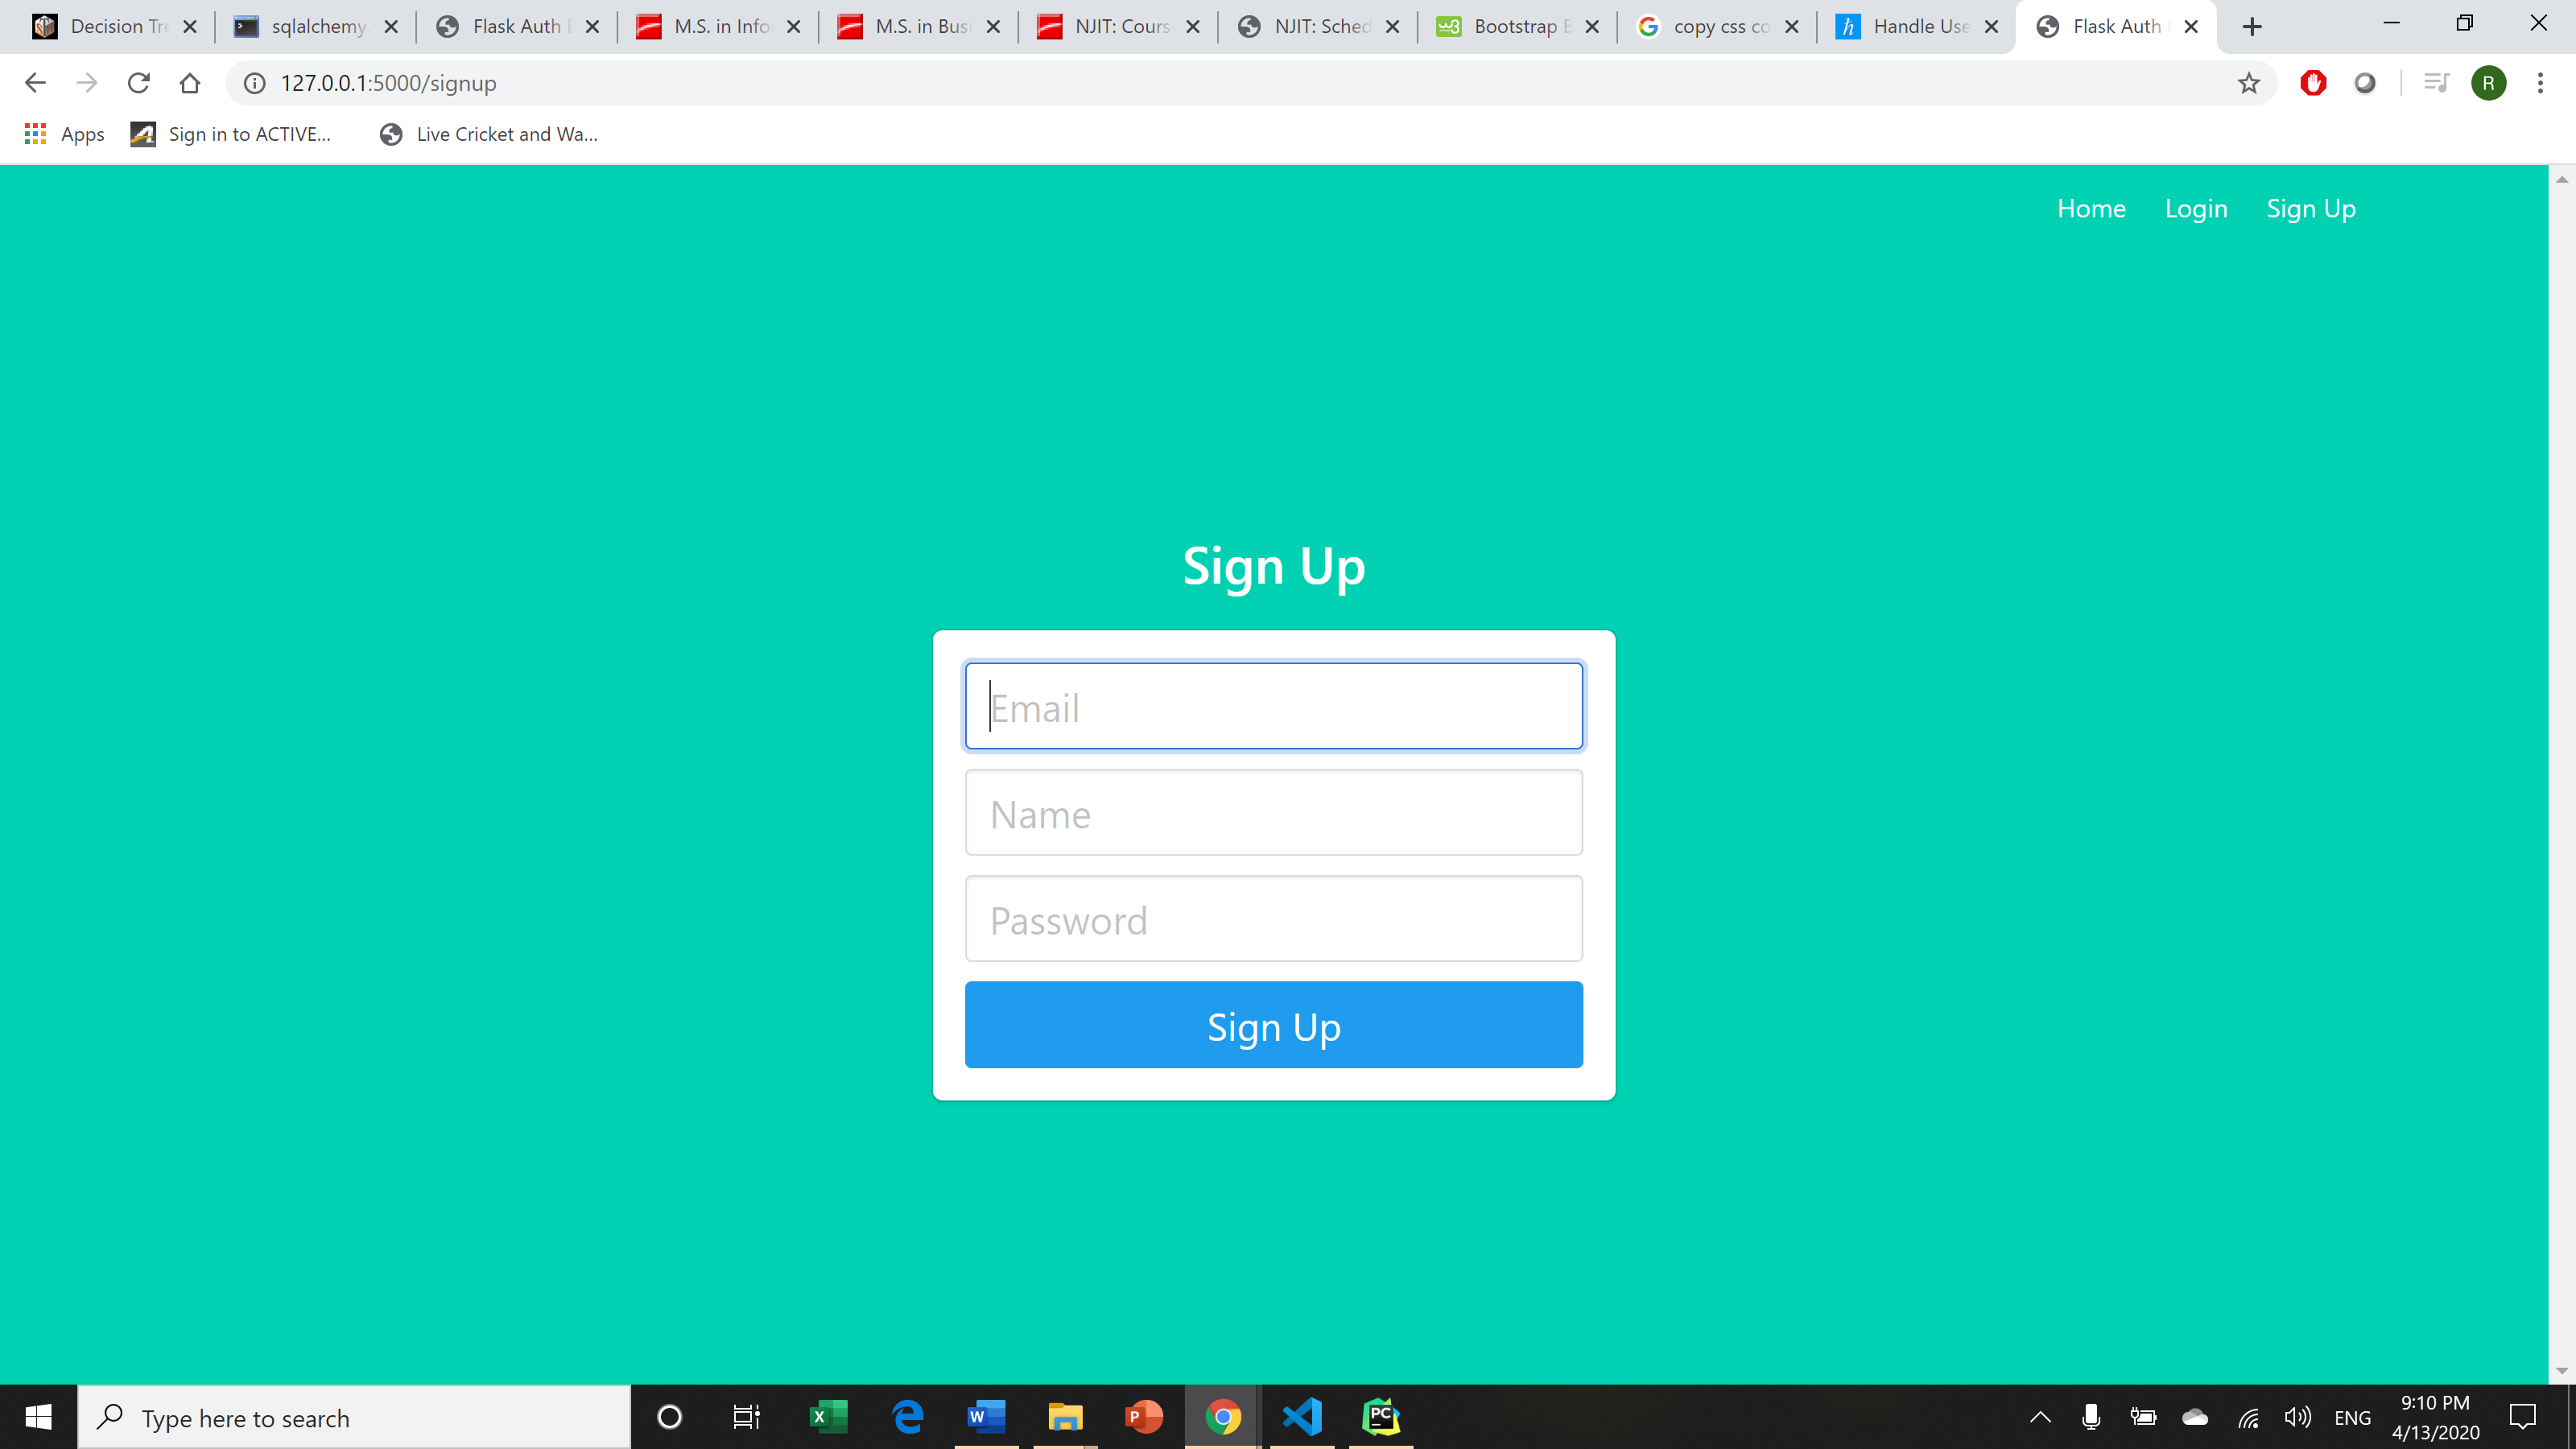 Decision Tre
sqlalchemy.
Flask Auth E
M.S. in Info
M.S. in Busi
NJIT: Cours
NJIT: Sched
Bootstrap B
copy css co
Handle Use
Flask Auth
127.0.0.1:5000/signup
R
Apps
Sign in to ACTIVE...
Live Cricket and Wa...
Home Login Sign Up
Sign Up
Email
Name
Password
Sign Up
Type here to search
ENG
9:10 PM
4/13/2020